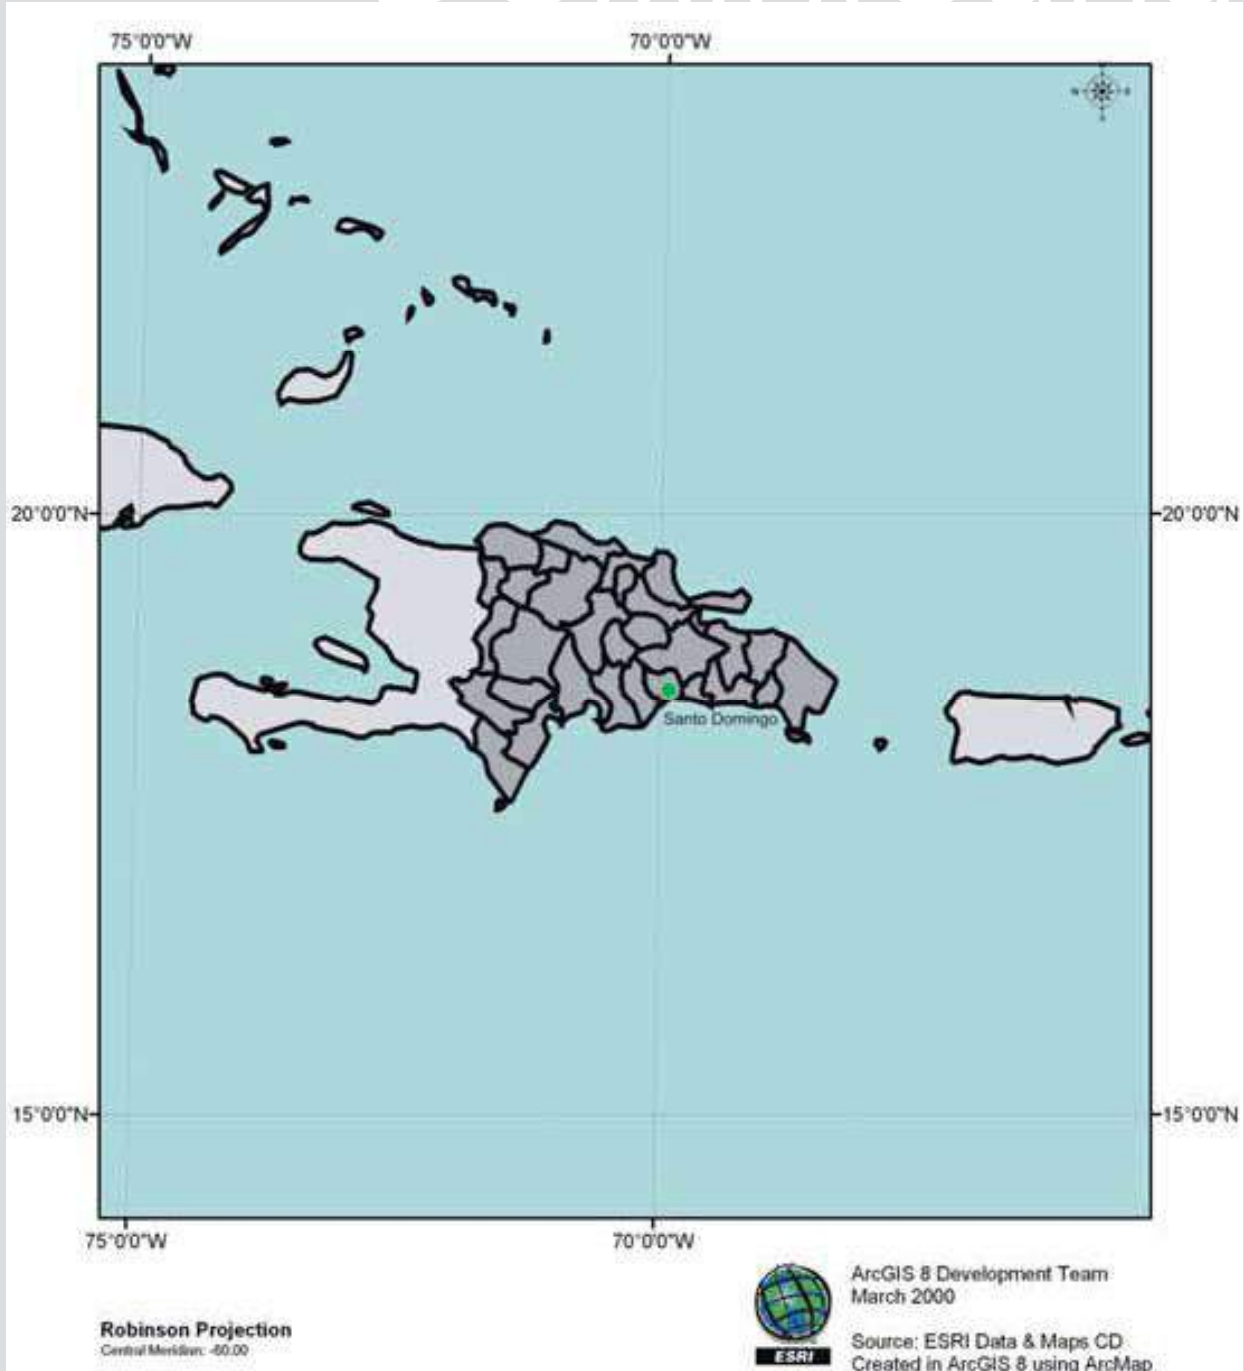 75°0'0"W 70°0'0"W
20°0'0"N 20°0'0"N
Santo Domingo
15°0'0"N 15°0'0"N
75°0'0"W 70°0'0"W
ArcGIS 8 Development Team
March 2000
Robinson Projection
Central Meridian: -60.00
Source: ESRI Data & Maps CD
ESRI
Created in ArcGIS 8 using ArcMap